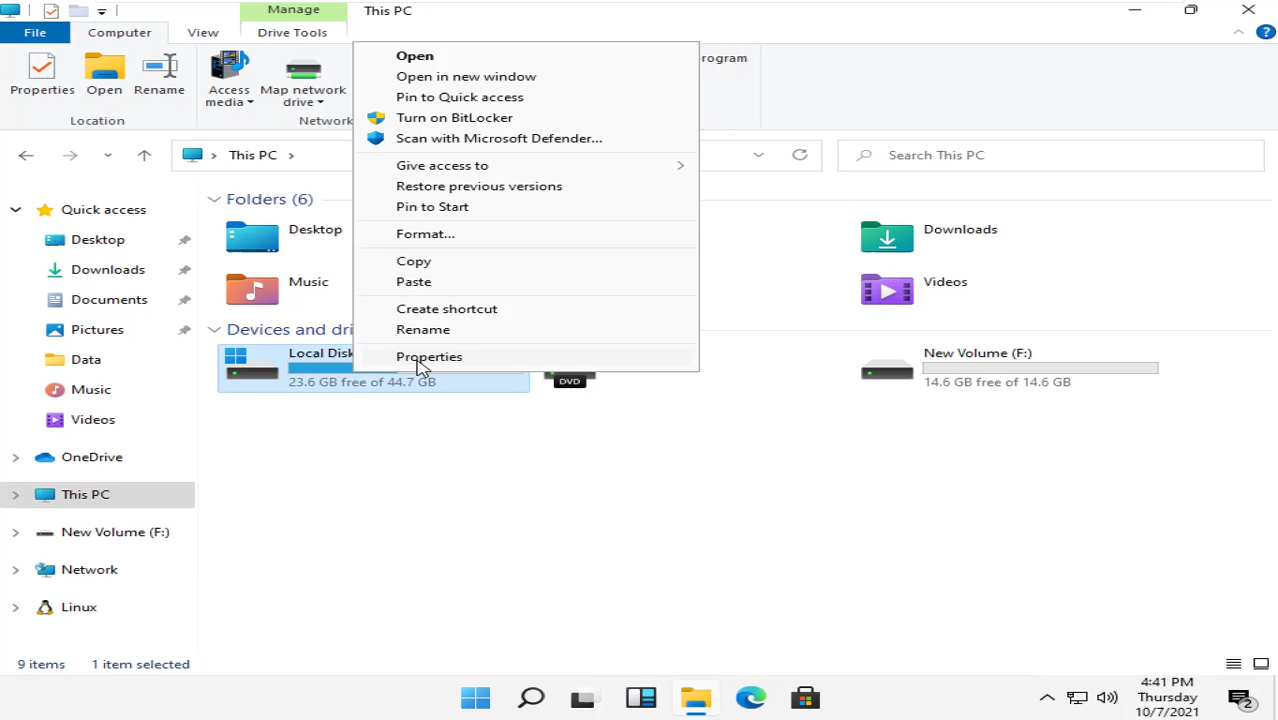 Manage
This PC
File
Computer
View
Drive Tools
Properties
Open
Rename
Access media
Map network drive
rogram
Location
Network
This PC
Search This PC
Open
Open in new window
Pin to Quick access
Turn on BitLocker
Scan with Microsoft Defender...
Give access to
Restore previous versions
Pin to Start
Format...
Copy
Paste
Create shortcut
Rename
Properties
Quick access
Desktop
Downloads
Documents
Pictures
Data
Music
Videos
OneDrive
This PC
New Volume (F:)
Network
Linux
Folders (6)
Desktop
Downloads
Music
Videos
Devices and dri
Local Disk
23.6 GB free of 44.7 GB
DVD
New Volume (F:)
14.6 GB free of 14.6 GB
9 items
1 item selected
4:41 PM
Thursday
10/7/2021
2